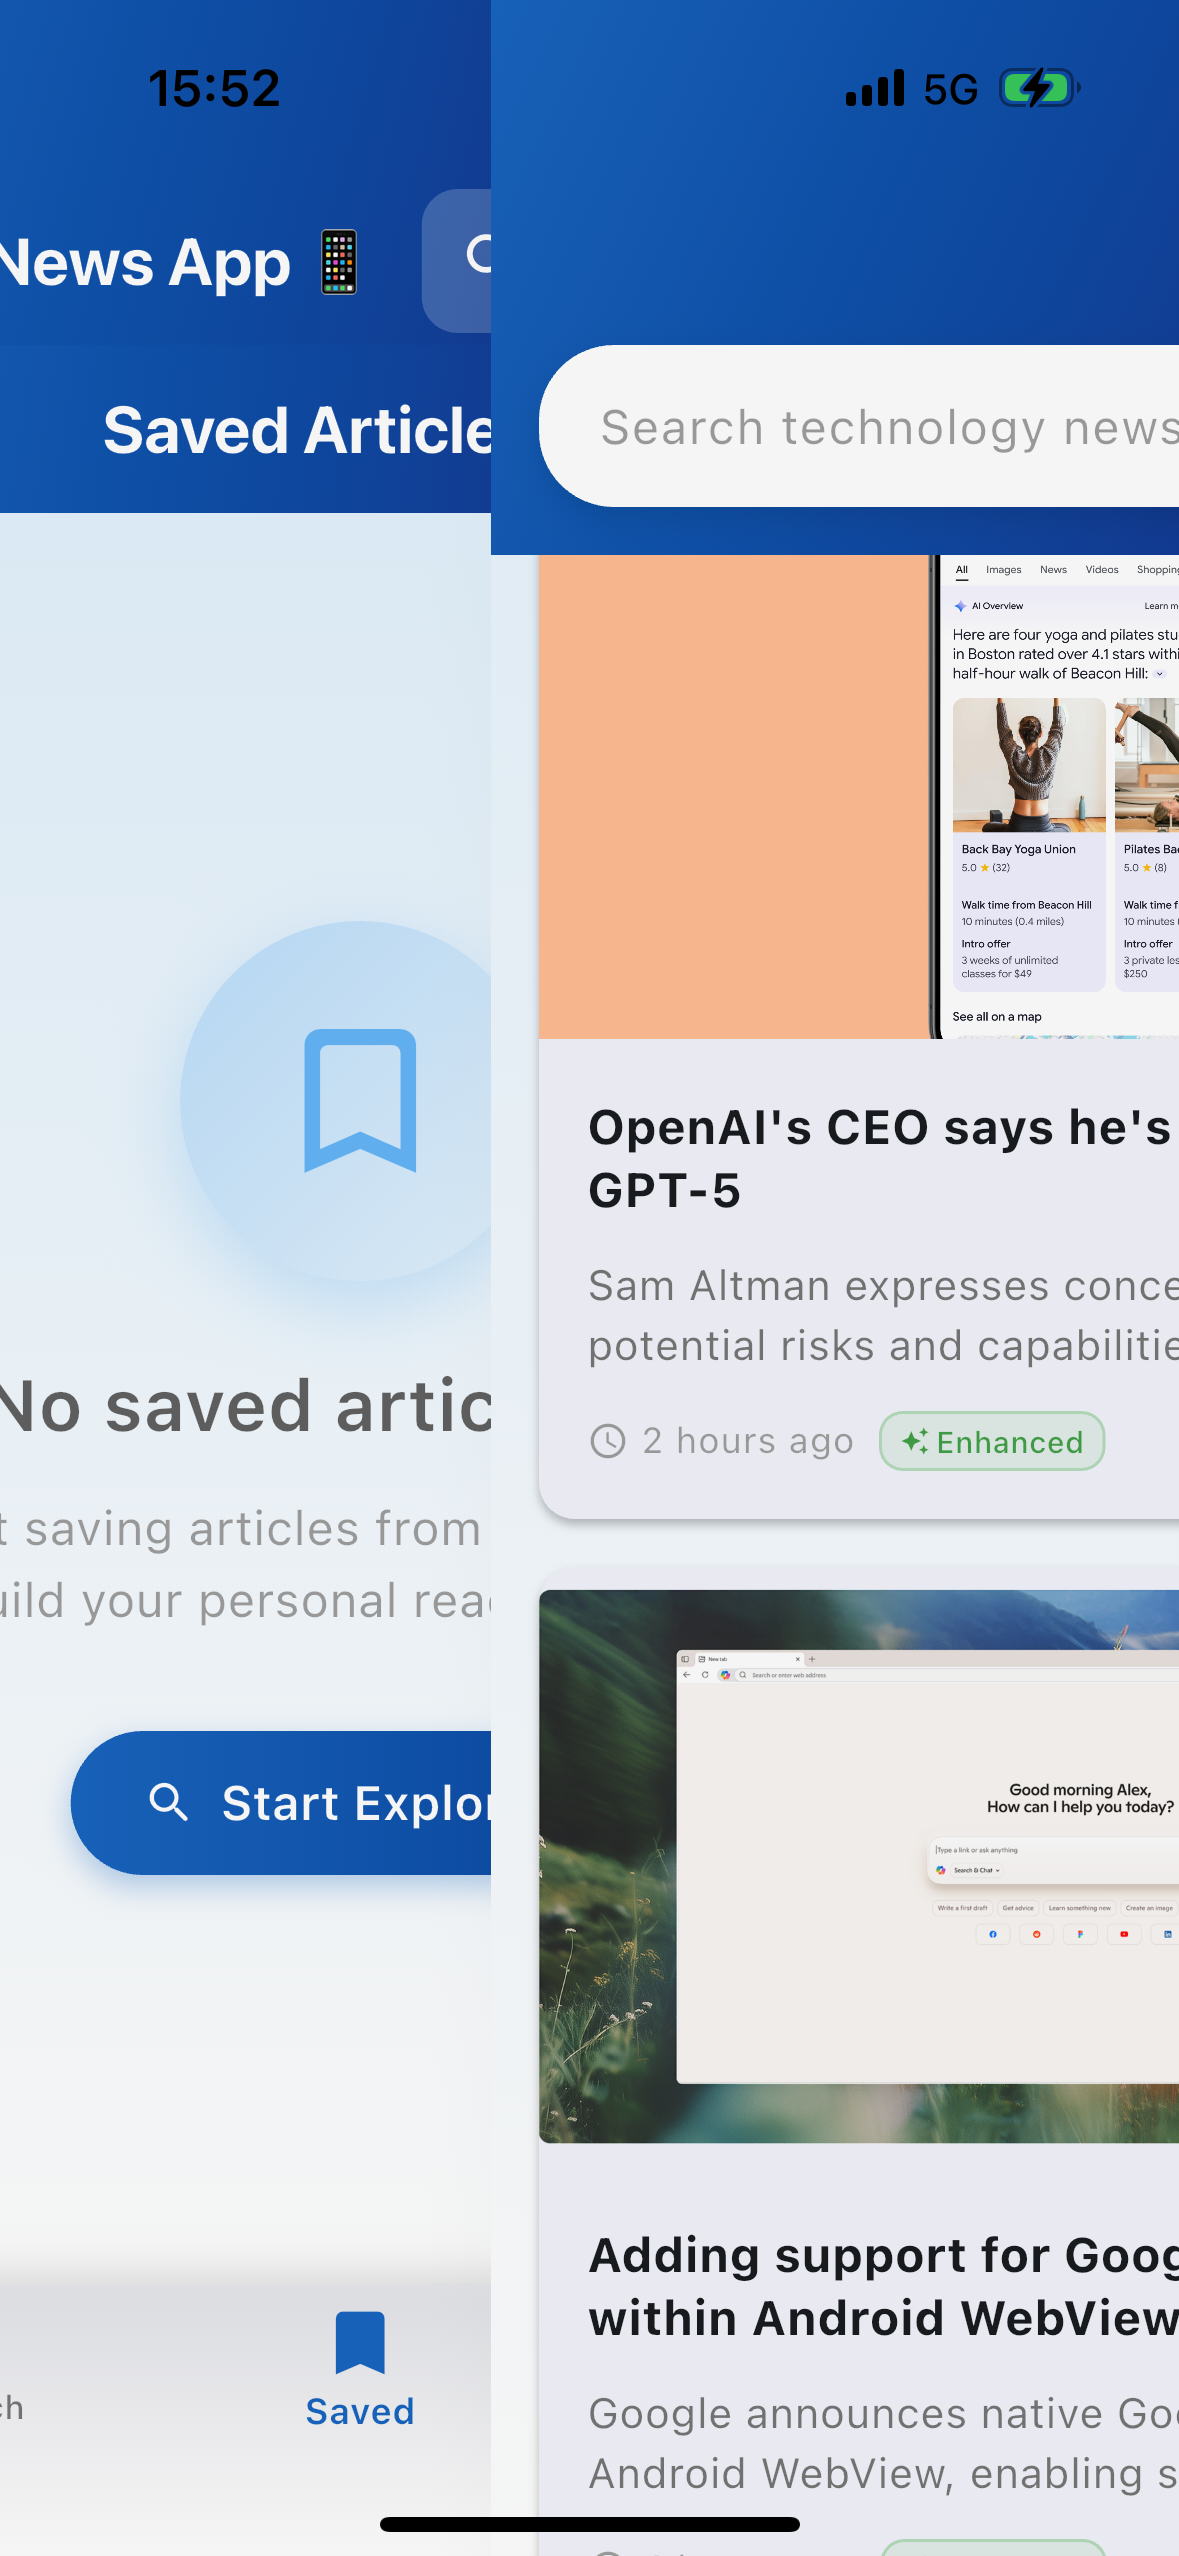 15:52
5G
News App
Saved Article
No saved artic
t saving articles from
uild your personal rea
Start Explor
ch
Saved
Search technology news
All Images News Videos Shopping
AI Overview
Learn m
Here are four yoga and pilates stu
in Boston rated over 4.1 stars withi
half-hour walk of Beacon Hill:
Back Bay Yoga Union
5.0 ★ (32)
Walk time from Beacon Hill
10 minutes (0.4 miles)
Intro offer
3 weeks of unlimited
classes for $49
Pilates Ba
5.0 ★ (8)
Walk time f
10 minutes (
Intro offer
3 private les
$250
See all on a map
OpenAI's CEO says he's
GPT-5
Sam Altman expresses conce
potential risks and capabilitie
2 hours ago
Enhanced
New tab
Search or enter web address
Good morning Alex,
How can I help you today?
Type a link or ask anything
Search & Chat
Write a first draft Get advice Learn something new Create an image
Adding support for Goog
within Android WebView
Google announces native Goo
Android WebView, enabling s